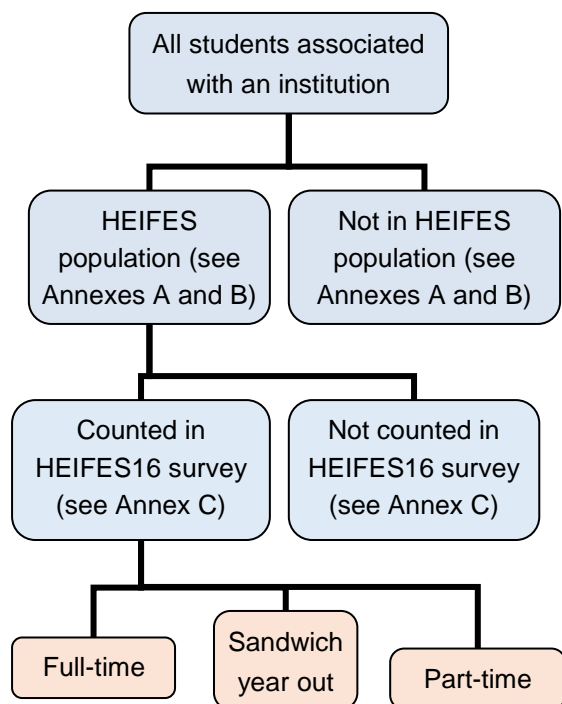 All students associated
with an institution
HEIFES
population (see
Annexes A and B)
Not in HEIFES
population (see
Annexes A and B)
Counted in
HEIFES16 survey
(see Annex C)
Not counted in
HEIFES16 survey
(see Annex C)
Full-time
Sandwich
year out
Part-time